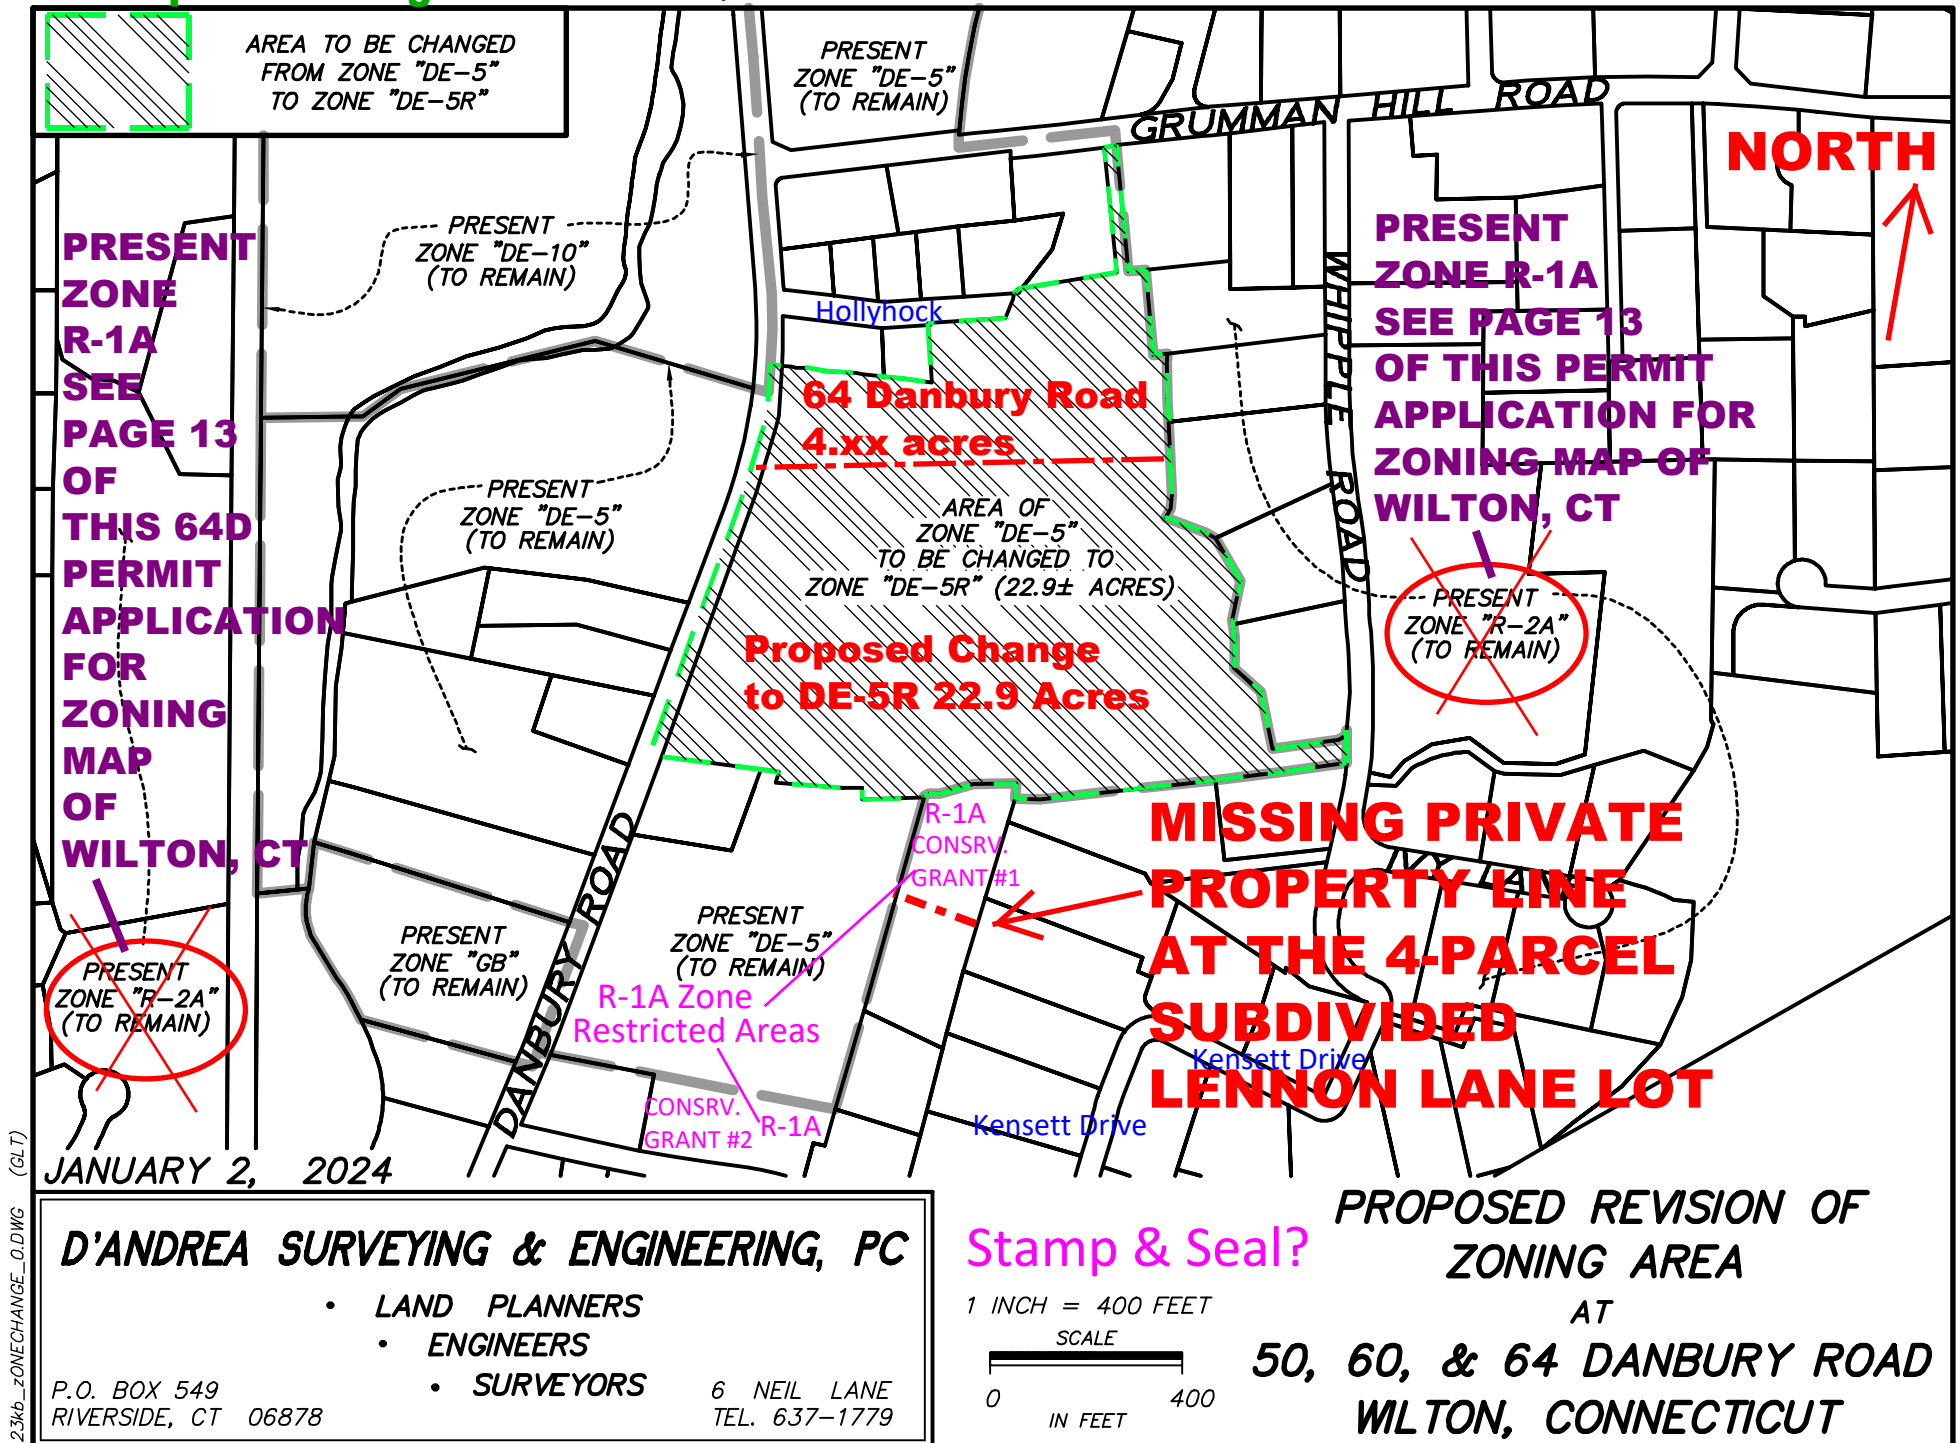 AREA TO BE CHANGED
FROM ZONE "DE-5"
TO ZONE "DE-5R"
PRESENT
ZONE "DE-5"
(TO REMAIN)
GRUMMAN HILL ROAD
NORTH
PRESENT
ZONE
R-1A
SEE
PAGE 13
OF
THIS 64D
PERMIT
APPLICATION
FOR
ZONING
MAP
OF
WILTON, CT
PRESENT
ZONE "DE-10"
(TO REMAIN)
Hollyhock
WHIPPLE ROAD
PRESENT
ZONE R-1A
SEE PAGE 13
OF THIS PERMIT
APPLICATION FOR
ZONING MAP OF
WILTON, CT
64 Danbury Road
4.xx acres
PRESENT
ZONE "DE-5"
(TO REMAIN)
AREA OF
ZONE "DE-5"
TO BE CHANGED TO
ZONE "DE-5R" (22.9± ACRES)
PRESENT
ZONE "R-2A"
(TO REMAIN)
Proposed Change
to DE-5R 22.9 Acres
R-1A
CONSRV.
GRANT #1
MISSING PRIVATE
PROPERTY LINE
AT THE 4-PARCEL
SUBDIVIDED
LENNON LANE LOT
PRESENT
ZONE "R-2A"
(TO REMAIN)
PRESENT
ZONE "GB"
(TO REMAIN)
DANBURY ROAD
PRESENT
ZONE "DE-5"
(TO REMAIN)
R-1A Zone
Restricted Areas
Kensett Drive
CONSRV.
GRANT #2
R-1A
Kensett Drive
JANUARY 2, 2024
23kb_zONECHANGE_0.DWG (GLT)
D'ANDREA SURVEYING & ENGINEERING, PC
• LAND PLANNERS
• ENGINEERS
• SURVEYORS
P.O. BOX 549
RIVERSIDE, CT 06878
6 NEIL LANE
TEL. 637-1779
Stamp & Seal?
1 INCH = 400 FEET
SCALE
0 400
IN FEET
PROPOSED REVISION OF
ZONING AREA
AT
50, 60, & 64 DANBURY ROAD
WILTON, CONNECTICUT